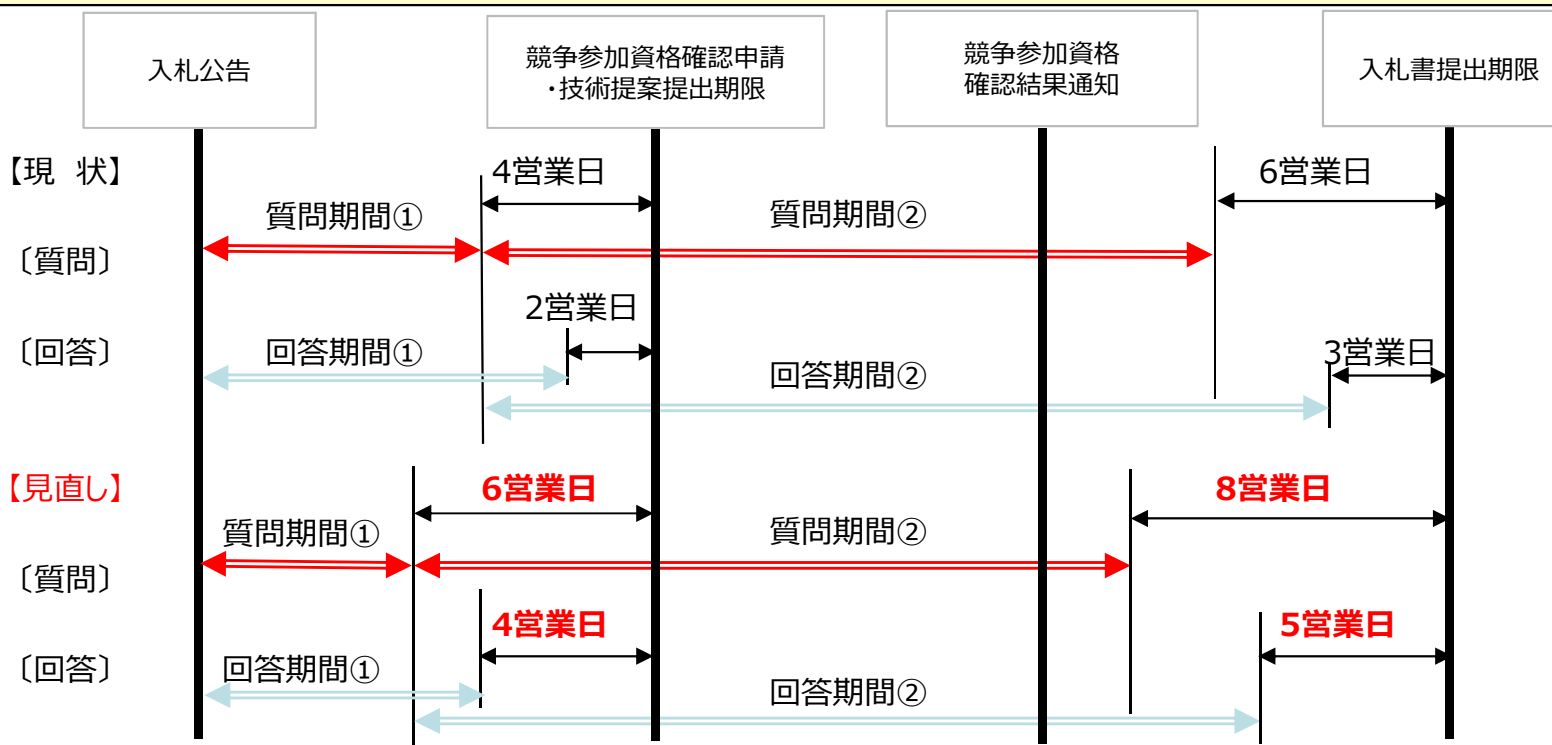 入札公告
競争参加資格確認申請
・技術提案提出期限
競争参加資格
確認結果通知
入札書提出期限
【現　状】
4営業日
6営業日
質問期間①
質問期間②
〔質問〕
2営業日
〔回答〕
回答期間①
3営業日
回答期間②
【見直し】
6営業日
8営業日
質問期間①
質問期間②
〔質問〕
4営業日
5営業日
〔回答〕
回答期間①
回答期間②